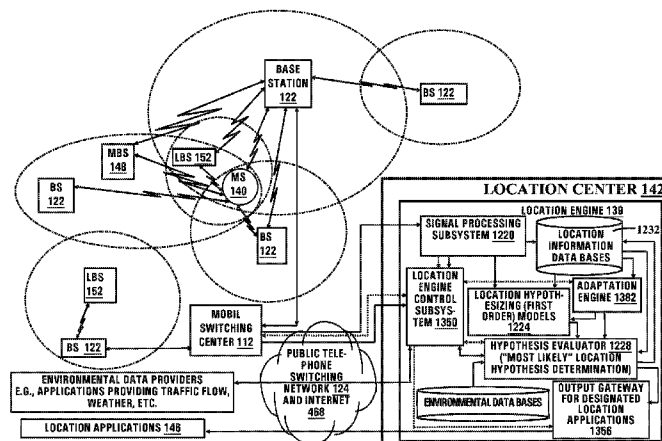 BASE
STATION
122
BS 122
MBS
148
LBS 152
MS
140
BS
122
BS
122
LBS
152
BS 122
MOBIL
SWITCHING
CENTER 112
PUBLIC TELE-
PHONE
SWITCHING
NETWORK 124
AND INTERNET
468
ENVIRONMENTAL DATA PROVIDERS
E.G., APPLICATIONS PROVIDING TRAFFIC FLOW,
WEATHER, ETC.
LOCATION APPLICATIONS 146
LOCATION CENTER 142
LOCATION ENGINE 139
1232
SIGNAL PROCESSING
SUBSYSTEM 1220
LOCATION
INFORMATION
DATA BASES
LOCATION
ENGINE
CONTROL
SUBSYS-
TEM 1350
LOCATION HYPOTH-
ESIZING (FIRST
ORDER) MODELS
1224
ADAPTATION
ENGINE 1382
HYPOTHESIS EVALUATOR 1228
("MOST LIKELY" LOCATION
HYPOTHESIS DETERMINATION)
ENVIRONMENTAL DATA BASES
OUTPUT GATEWAY
FOR DESIGNATED
LOCATION
APPLICATIONS
1356